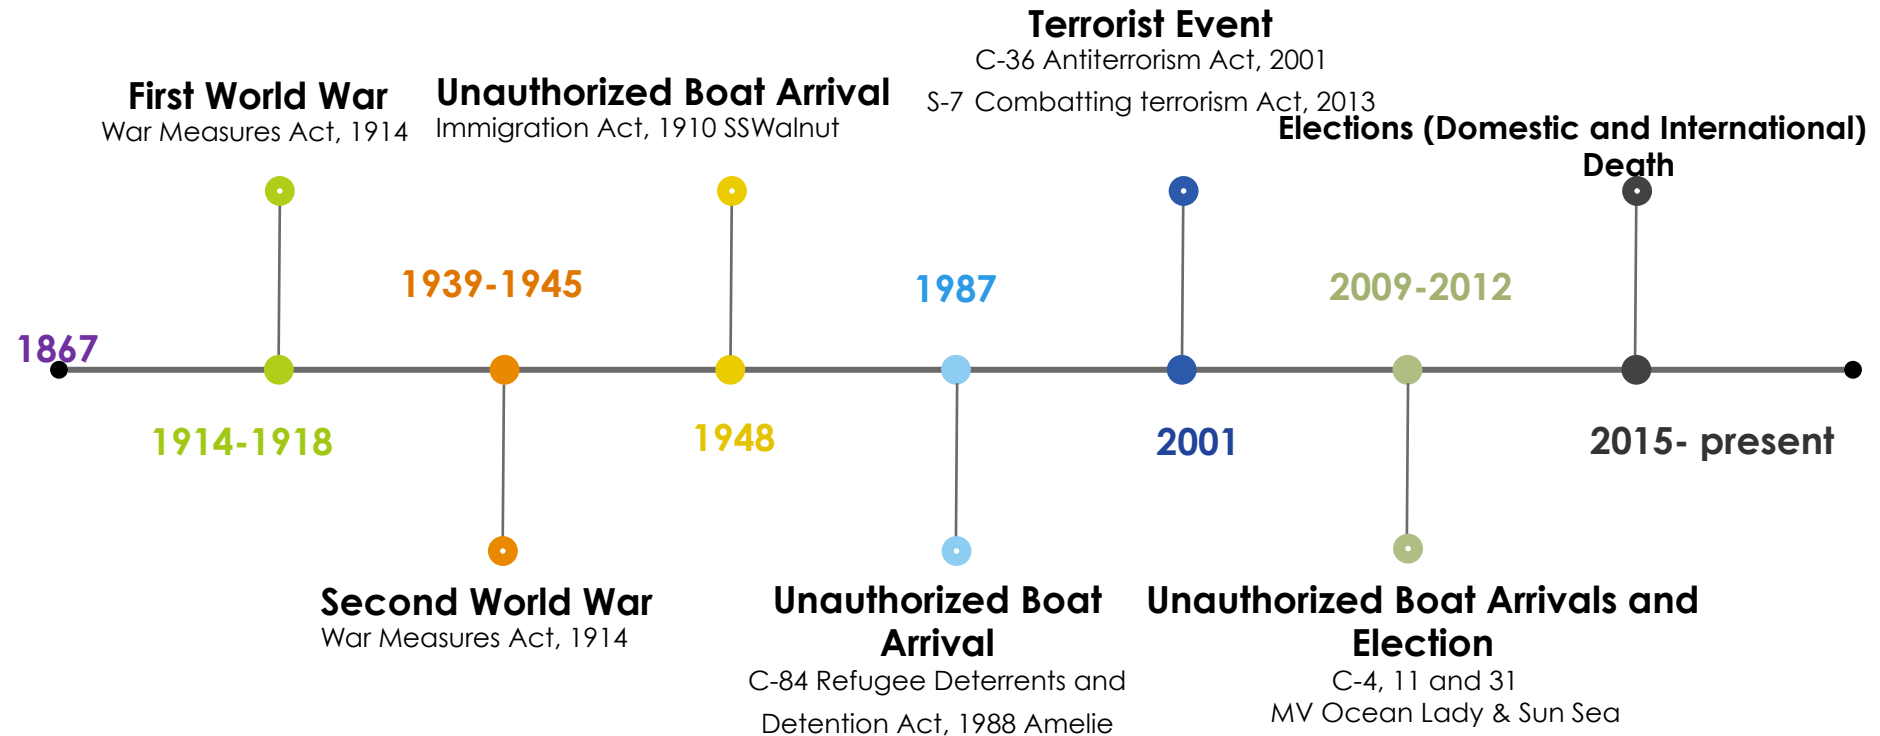 Terrorist Event
C-36 Antiterrorism Act, 2001
S-7 Combatting terrorism Act, 2013
First World War
War Measures Act, 1914
Unauthorized Boat Arrival
Immigration Act, 1910 SSWalnut
Elections (Domestic and International)
Death
1939-1945
1987
2009-2012
1867
1914-1918
1948
2001
2015- present
Second World War
War Measures Act, 1914
Unauthorized Boat
Arrival
C-84 Refugee Deterrents and
Detention Act, 1988 Amelie
Unauthorized Boat Arrivals and
Election
C-4, 11 and 31
MV Ocean Lady & Sun Sea